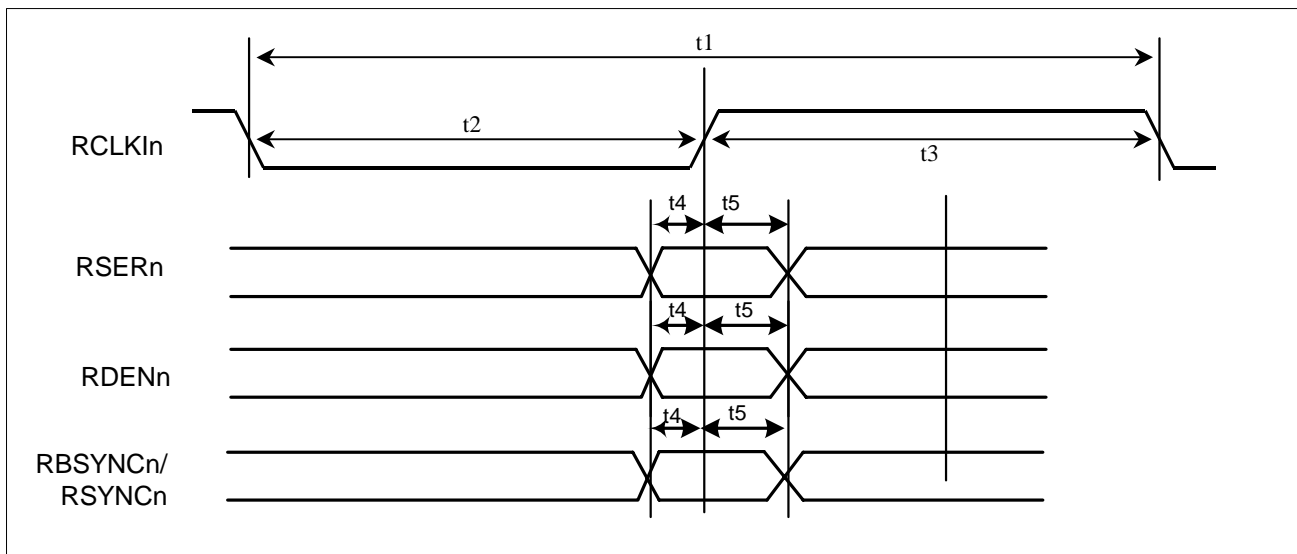 t1
t2
RCLKIn
t3
t4 t5
RSERn
t4 t5
RDENn
t4 t5
RBSYNCn/
RSYNCn